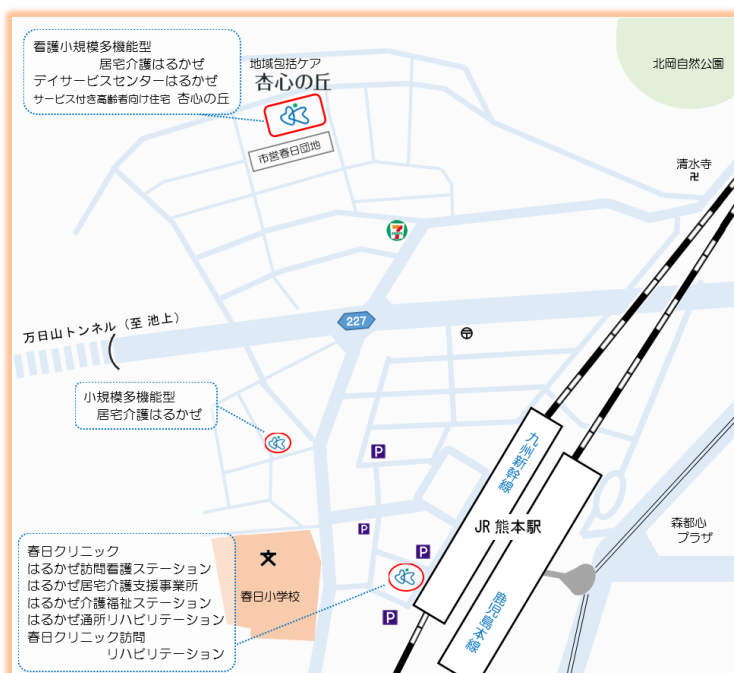 看護小規模多機能型
居宅介護はるかぜ
デイサービスセンターはるかぜ
サービス付き高齢者向け住宅 杏心の丘
地域包括ケア
杏心の丘
市営春日団地
北岡自然公園
清水寺
卍
7
227
万日山トンネル（至 池上）
〶
小規模多機能型
居宅介護はるかぜ
P
九州新幹線
JR 熊本駅
鹿児島本線
森都心
プラザ
P
P
P
文
春日小学校
春日クリニック
はるかぜ訪問看護ステーション
はるかぜ居宅介護支援事業所
はるかぜ介護福祉ステーション
はるかぜ通所リハビリテーション
春日クリニック訪問
リハビリテーション